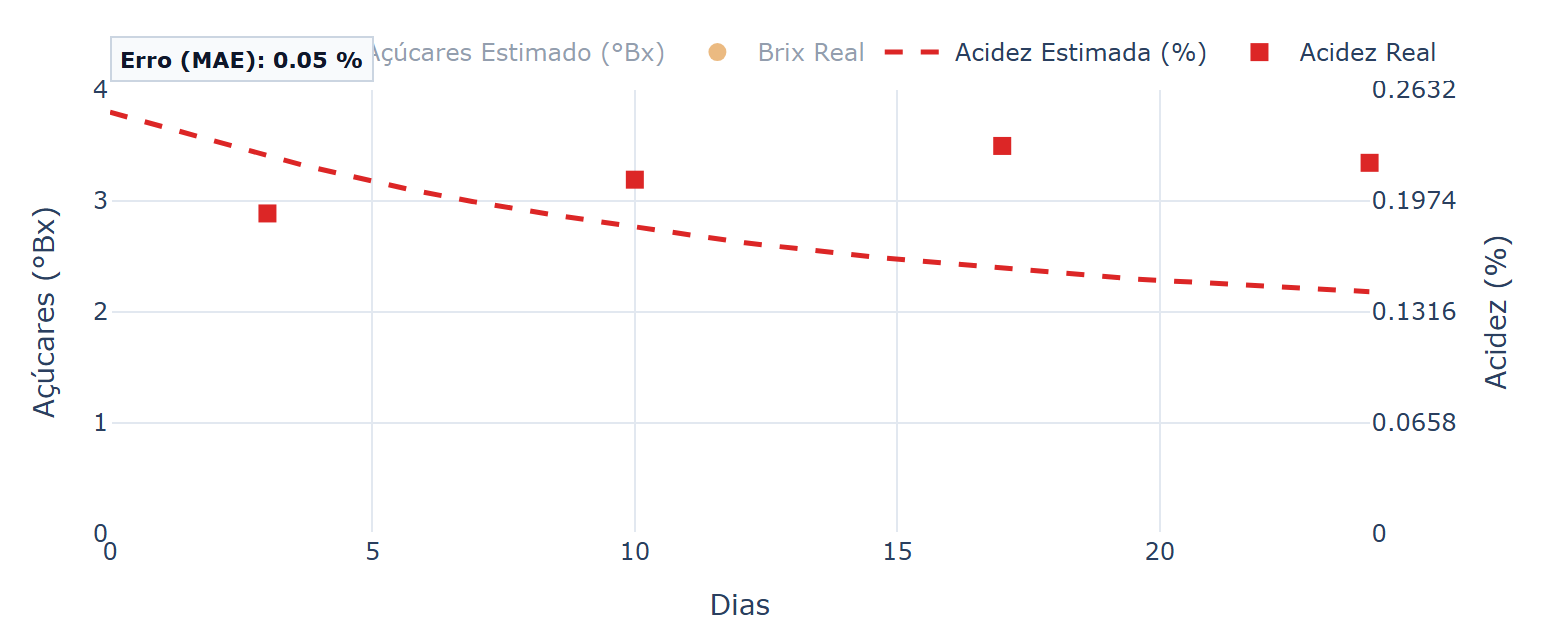 Erro (MAE): 0.05 %
Açúcares Estimado (°Bx) Brix Real Acidez Estimada (%) Acidez Real
4 0.2632
3 0.1974
2 0.1316
1 0.0658
0 0
Açúcares (°Bx)
Acidez (%)
0 5 10 15 20
Dias